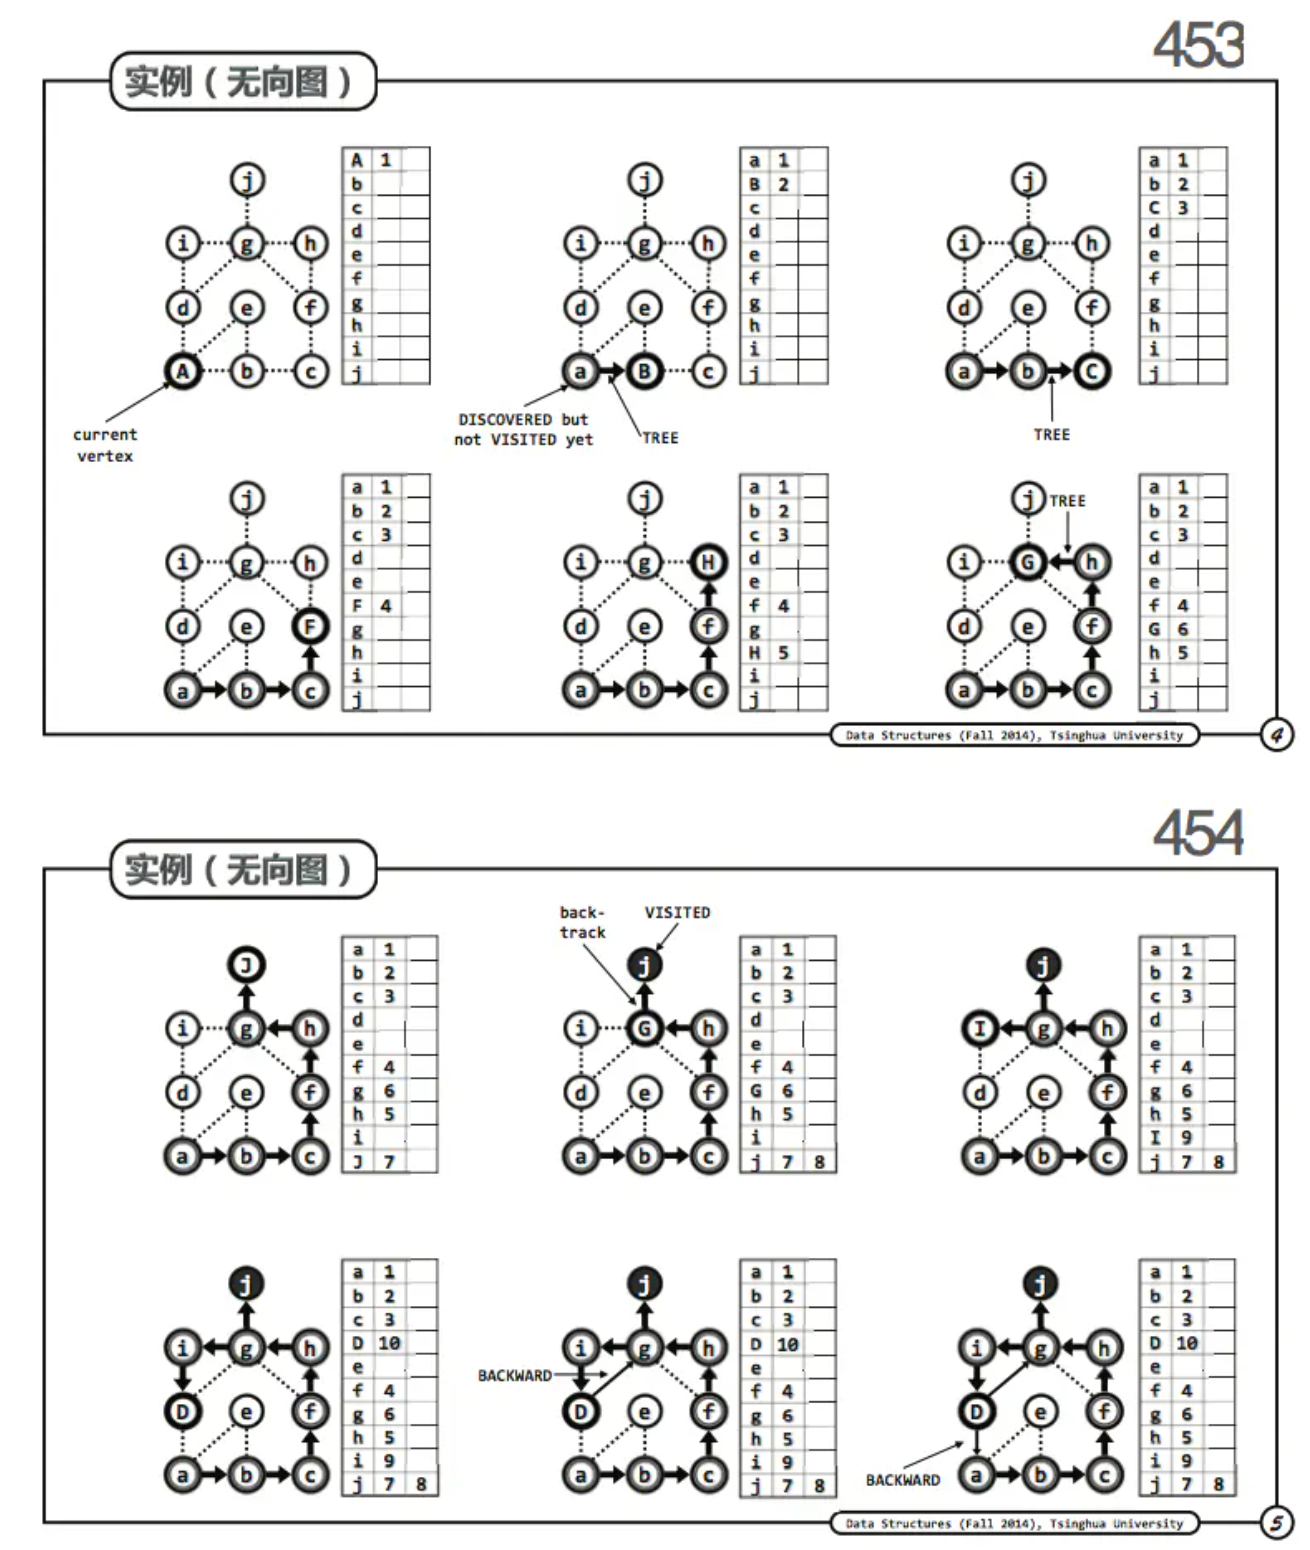 453
实例（无向图）
j
i g h
d e f
A b c
A 1
b
c
d
e
f
g
h
i
j
current
vertex
j
i g h
d e f
a B c
a 1
B 2
c
d
e
f
g
h
i
j
DISCOVERED but
not VISITED yet
TREE
j
i g h
d e f
a b C
a 1
b 2
C 3
d
e
f
g
h
i
j
TREE
j
i g h
d e F
a b c
a 1
b 2
c 3
d
e
F 4
g
h
i
j
j
i g H
d e f
a b c
a 1
b 2
c 3
d
e
f 4
g
H 5
i
j
j
TREE
i G h
d e f
a b c
a 1
b 2
c 3
d
e
f 4
G 6
h 5
i
j
Data Structures (Fall 2014), Tsinghua University
4
454
实例（无向图）
J
i g h
d e f
a b c
a 1
b 2
c 3
d
e
f 4
g 6
h 5
i
J 7
back-
track
VISITED
j
i G h
d e f
a b c
a 1
b 2
c 3
d
e
f 4
G 6
h 5
i
j 7 8
j
I g h
d e f
a b c
a 1
b 2
c 3
d
e
f 4
g 6
h 5
I 9
j 7 8
j
i g h
D e f
a b c
a 1
b 2
c 3
D 10
e
f 4
g 6
h 5
i 9
j 7 8
j
i g h
BACKWARD
D e f
a b c
a 1
b 2
c 3
D 10
e
f 4
g 6
h 5
i 9
j 7 8
j
i g h
D e f
BACKWARD
a b c
a 1
b 2
c 3
D 10
e
f 4
g 6
h 5
i 9
j 7 8
Data Structures (Fall 2014), Tsinghua University
5